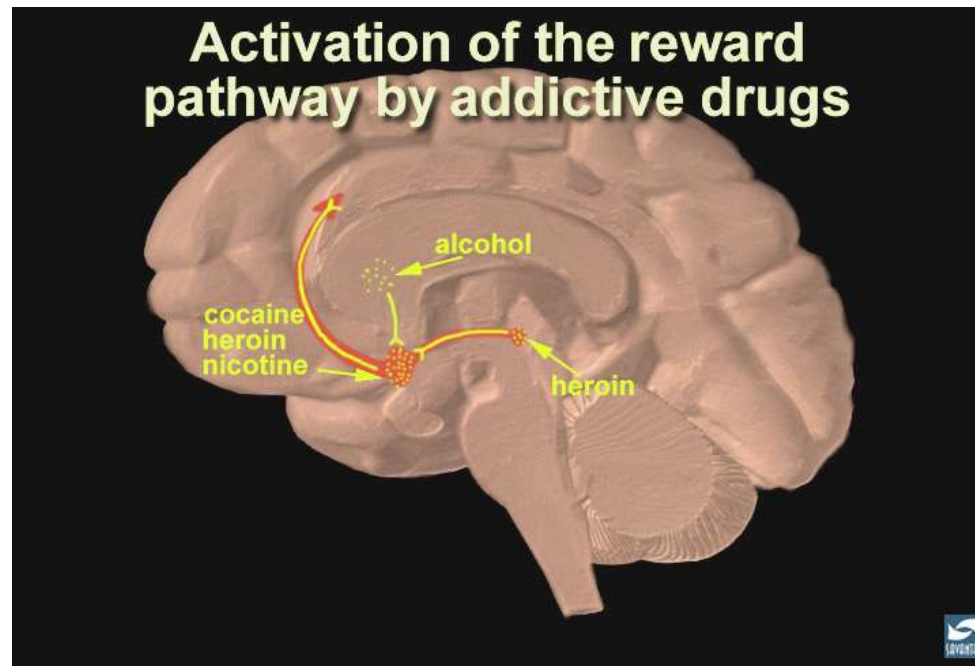 Activation of the reward
pathway by addictive drugs
alcohol
cocaine
heroin
nicotine
heroin